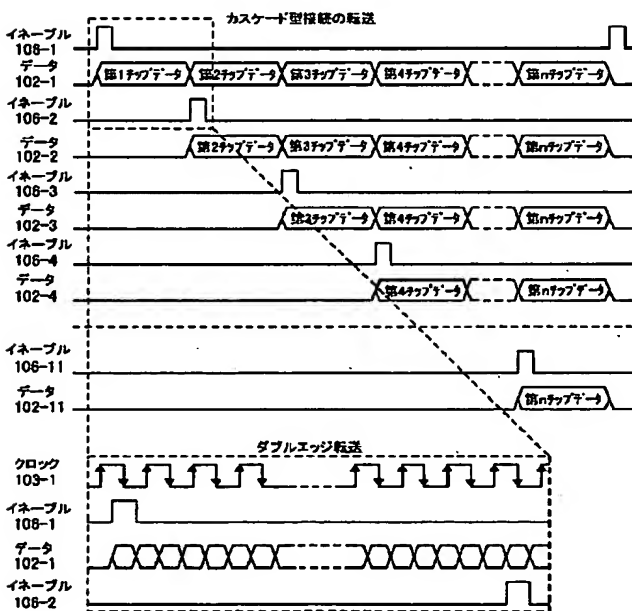 カスケード型接続の転送
イネーブル
106-1
データ
102-1
第1チップデータ 第2チップデータ 第3チップデータ 第4チップデータ 第nチップデータ
イネーブル
106-2
データ
102-2
第2チップデータ 第3チップデータ 第4チップデータ 第nチップデータ
イネーブル
106-3
データ
102-3
第3チップデータ 第4チップデータ 第nチップデータ
イネーブル
106-4
データ
102-4
第4チップデータ 第nチップデータ
イネーブル
106-11
データ
102-11
第nチップデータ
ダブルエッジ転送
クロック
103-1
イネーブル
106-1
データ
102-1
イネーブル
106-2